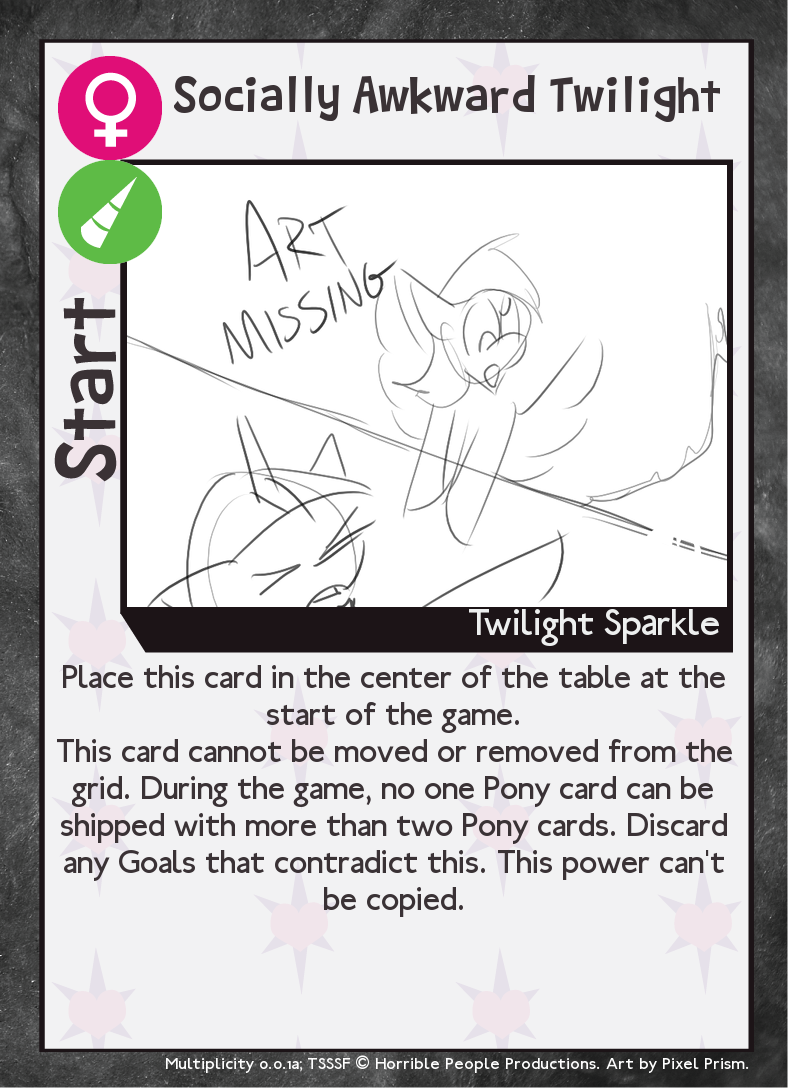 Socially Awkward Twilight
ART
MISSING
Start
Twilight Sparkle
Place this card in the center of the table at the
start of the game.
This card cannot be moved or removed from the
grid. During the game, no one Pony card can be
shipped with more than two Pony cards. Discard
any Goals that contradict this. This power can't
be copied.
Multiplicity 0.0.1a; TSSSF © Horrible People Productions. Art by Pixel Prism.